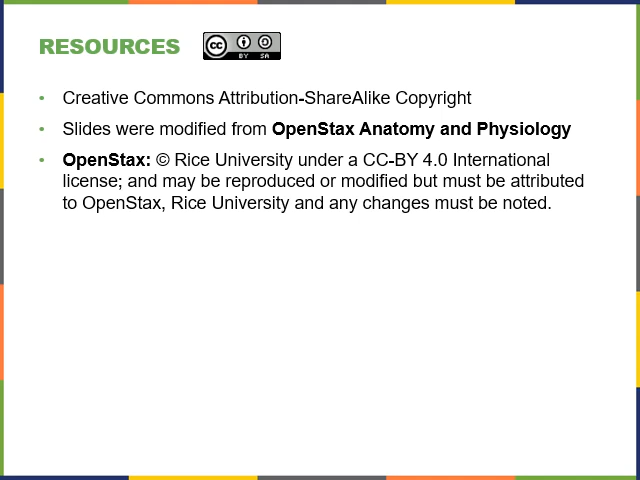 RESOURCES
cc BY SA
• Creative Commons Attribution-ShareAlike Copyright
• Slides were modified from OpenStax Anatomy and Physiology
• OpenStax: © Rice University under a CC-BY 4.0 International
license; and may be reproduced or modified but must be attributed
to OpenStax, Rice University and any changes must be noted.